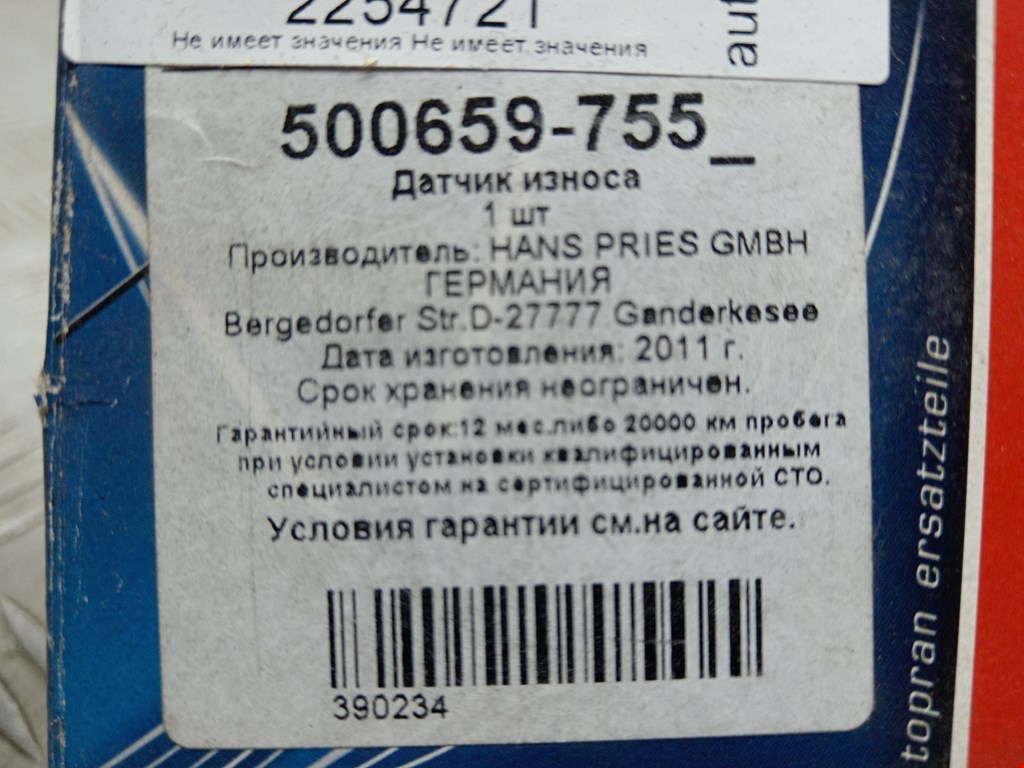 2254721
Не имеет значения Не имеет.значения
aut
500659-755_
Датчик износа
1 шт
Производитель: HANS PRIES GMBH
ГЕРМАНИЯ
Bergedorfer Str.D-27777 Ganderkesee
Дата изготовления: 2011 г.
Срок хранения неограничен.
Гарантийный срок:12 мес.либо 20000 км пробега
при условии установки квалифицированным
специалистом на сертифицированной СТО.
Условия гарантии см.на сайте.
390234
topran ersatzteile